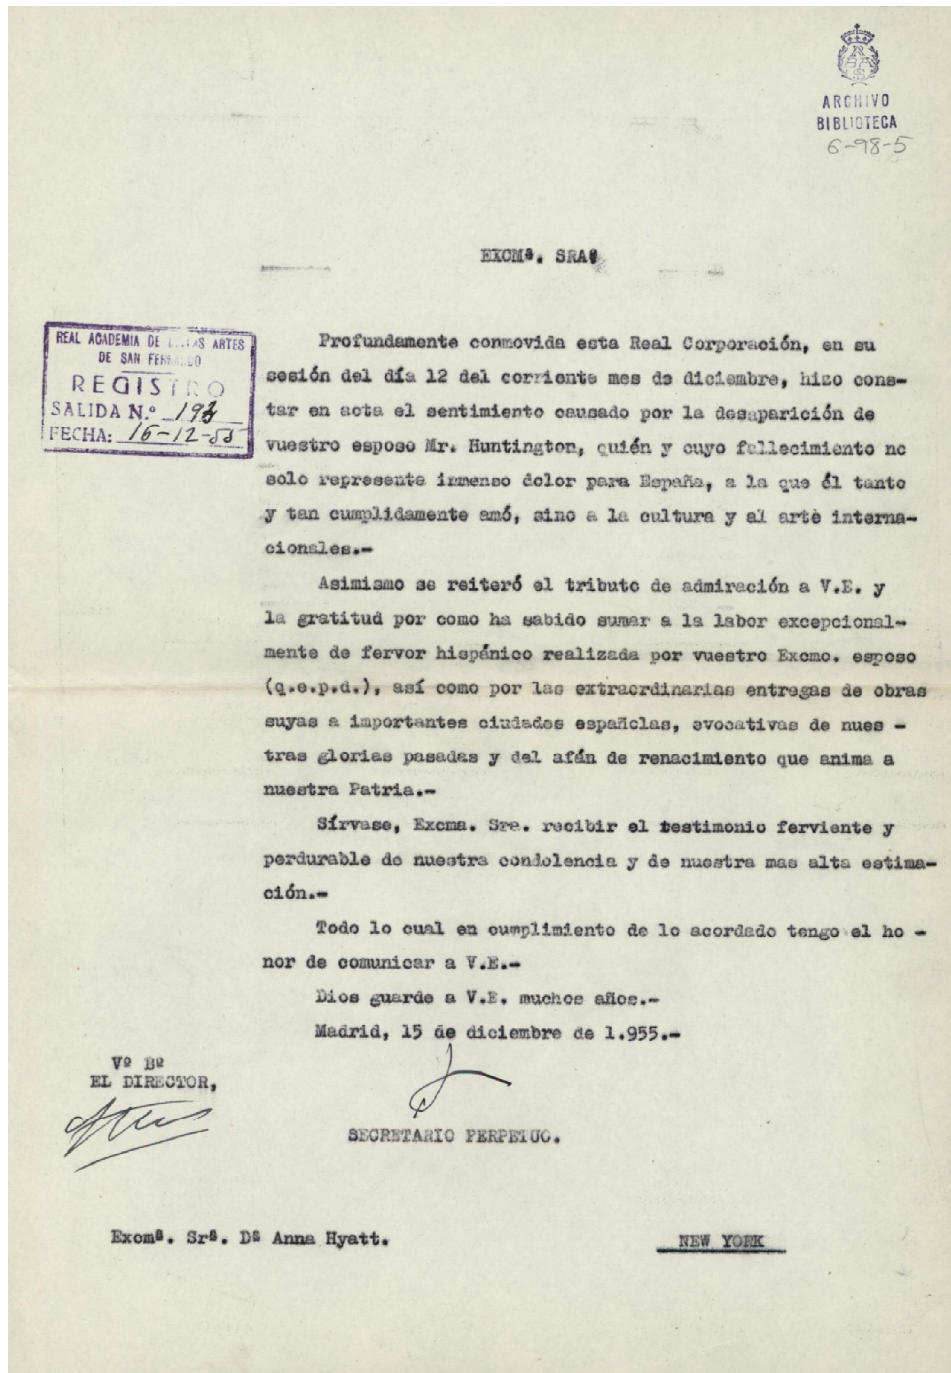 ARCHIVO
BIBLIOTECA
6-98-5
EXCMª. SRAª
REAL ACADEMIA DE BELLAS ARTES
DE SAN FERNANDO
REGISTRO
SALIDA N.º
FECHA: 15-12-55
Profundamente conmovida esta Real Corporación, en su
sesión del día 12 del corriente mes de diciembre, hizo cons-
tar en acta el sentimiento causado por la desaparición de
vuestro esposo Mr. Huntington, quién y cuyo fallecimiento no
solo represente inmenso dolor para España, a la que él tanto
y tan cumplidamente amó, sino a la cultura y al arte interna-
cionales.-
Asimismo se reiteró el tributo de admiración a V.E. y
la gratitud por como ha sabido sumar a la labor excepcional-
mente de fervor hispánico realizada por vuestro Excmo. esposo
(q.e.p.d.), así como por las extraordinarias entregas de obras
suyas a importantes ciudades españolas, evocativas de nues -
tras glorias pasadas y del afán de renacimiento que anima a
nuestra Patria.-
Sírvase, Excma. Sra. recibir el testimonio ferviente y
perdurable de nuestra condolencia y de nuestra mas alta estima-
ción.-
Todo lo cual en cumplimiento de lo acordado tengo el ho -
nor de comunicar a V.E.-
Dios guarde a V.E. muchos años.-
Madrid, 15 de diciembre de 1.955.-
Vº Bº
EL DIRECTOR,
SECRETARIO PERPETUO.
Excmª. Srª. Dª Anna Hyatt.
NEW YORK